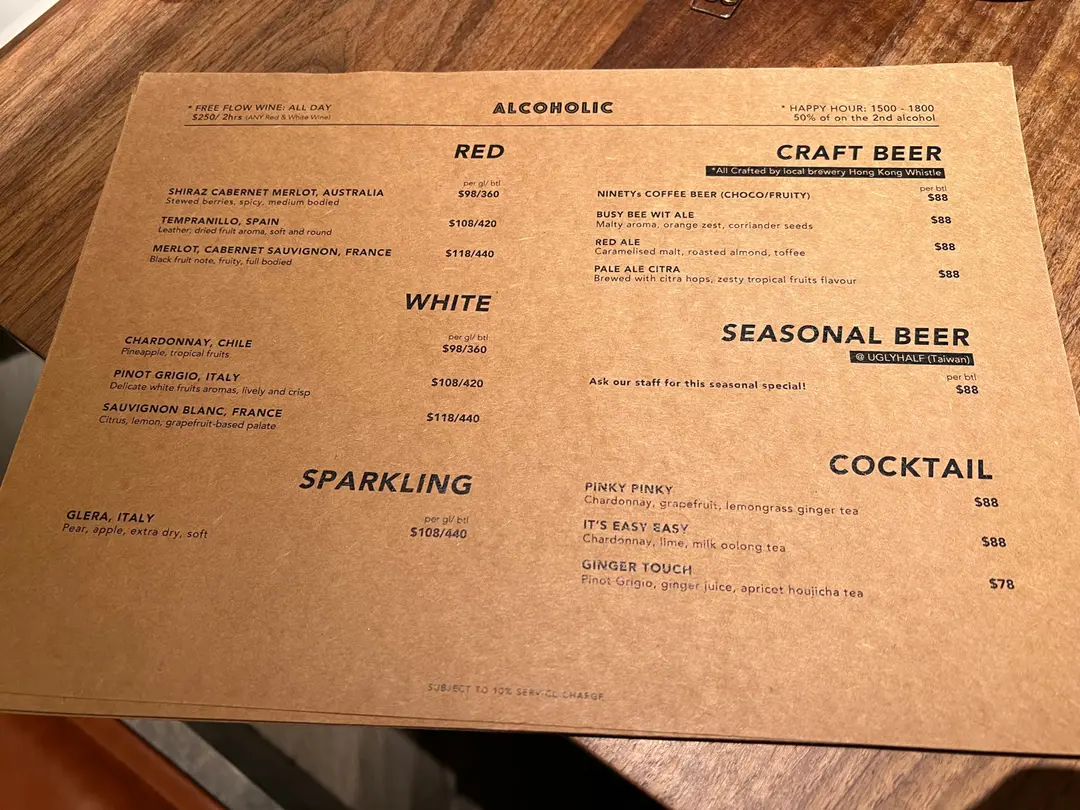 * FREE FLOW WINE: ALL DAY
$250/ 2hrs (ANY Red & White Wine)
ALCOHOLIC
* HAPPY HOUR: 1500 - 1800
50% of on the 2nd alcohol
RED
per gl/ btl
SHIRAZ CABERNET MERLOT, AUSTRALIA $98/360
Stewed berries, spicy, medium bodied
TEMPRANILLO, SPAIN $108/420
Leather, dried fruit aroma, soft and round
MERLOT, CABERNET SAUVIGNON, FRANCE $118/440
Black fruit note, fruity, full bodied
WHITE
per gl/ btl
CHARDONNAY, CHILE $98/360
Pineapple, tropical fruits
PINOT GRIGIO, ITALY $108/420
Delicate white fruits aromas, lively and crisp
SAUVIGNON BLANC, FRANCE $118/440
Citrus, lemon, grapefruit-based palate
SPARKLING
per gl/ btl
GLERA, ITALY $108/440
Pear, apple, extra dry, soft
CRAFT BEER
*All Crafted by local brewery Hong Kong Whistle
per btl
NINETYs COFFEE BEER (CHOCO/FRUITY) $88
BUSY BEE WIT ALE $88
Malty aroma, orange zest, corriander seeds
RED ALE $88
Caramelised malt, roasted almond, toffee
PALE ALE CITRA $88
Brewed with citra hops, zesty tropical fruits flavour
SEASONAL BEER
@ UGLYHALF (Taiwan)
per btl
Ask our staff for this seasonal special! $88
COCKTAIL
PINKY PINKY $88
Chardonnay, grapefruit, lemongrass ginger tea
IT'S EASY EASY $88
Chardonnay, lime, milk oolong tea
GINGER TOUCH $78
Pinot Grigio, ginger juice, apricot houjicha tea
SUBJECT TO 10% SERVICE CHARGE